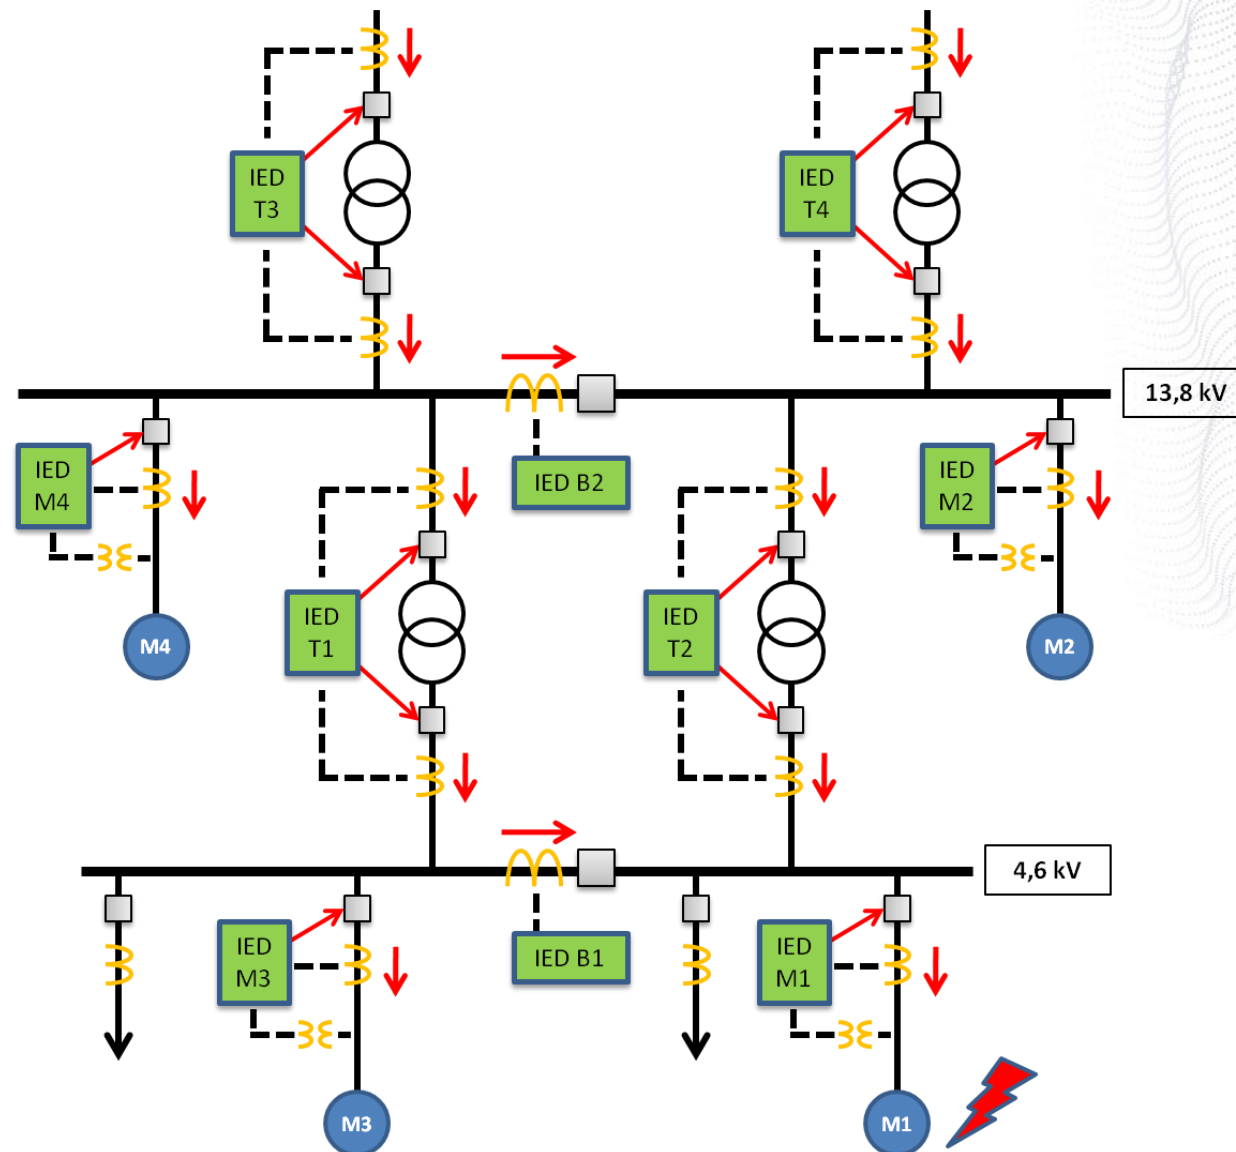 IED
T3
IED
T4
13,8 kV
IED
M4
IED B2
IED
M2
IED
T1
IED
T2
M4
M2
4,6 kV
IED
M3
IED B1
IED
M1
M3
M1